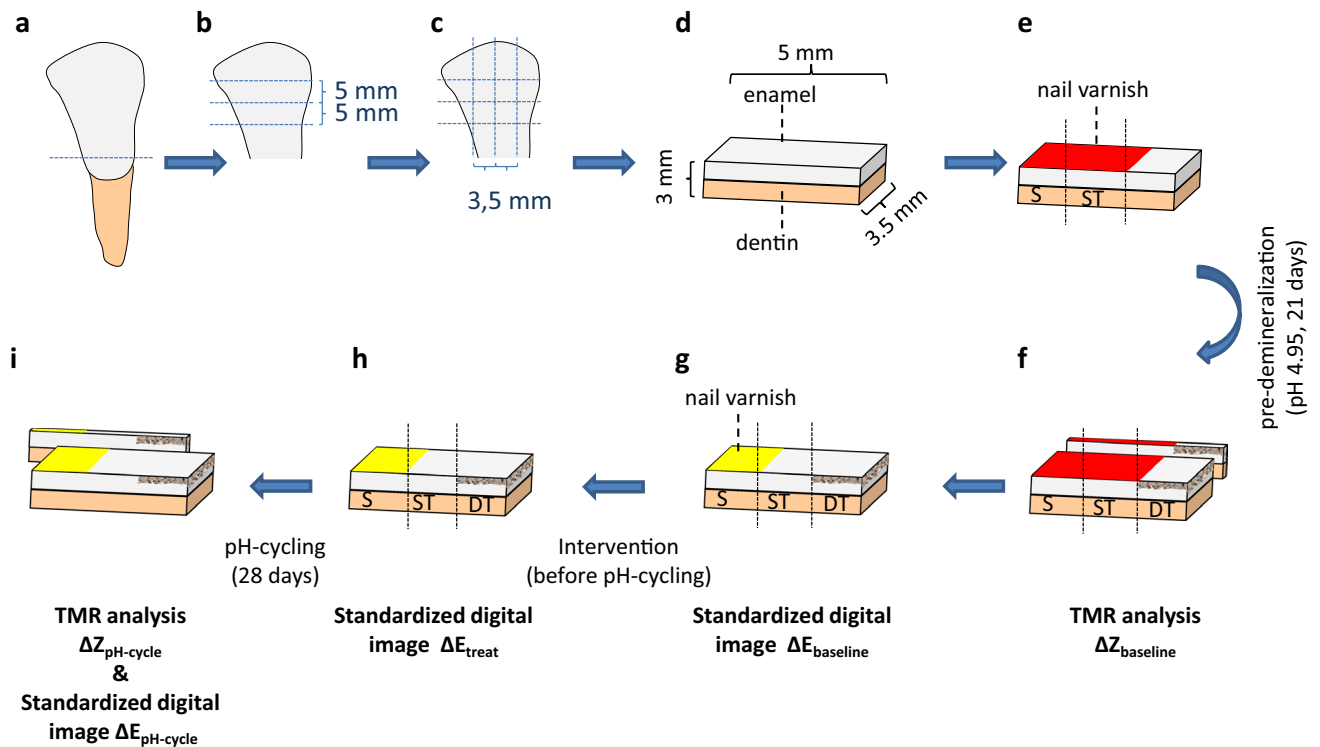 a
b
5 mm
5 mm
c
3,5 mm
d
5 mm
enamel
3 mm
3.5 mm
dentin
e
nail varnish
S ST
pre-demineralization
(pH 4.95, 21 days)
f
S ST DT
TMR analysis
ΔZbaseline
g
nail varnish
S ST DT
Standardized digital
image ΔEbaseline
Intervention
(before pH-cycling)
h
S ST DT
Standardized digital
image ΔEtreat
pH-cycling
(28 days)
i
TMR analysis
ΔZpH-cycle
&
Standardized digital
image ΔEpH-cycle